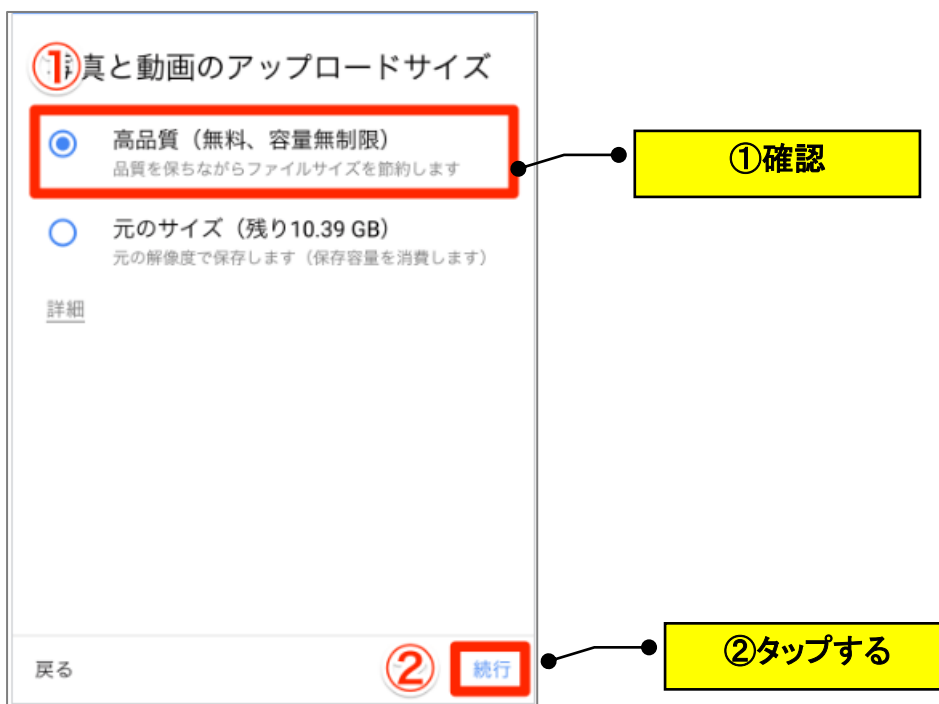 ①真と動画のアップロードサイズ
高品質（無料、容量無制限）
品質を保ちながらファイルサイズを節約します
①確認
元のサイズ（残り10.39 GB）
元の解像度で保存します（保存容量を消費します）
詳細
戻る
②
続行
②タップする